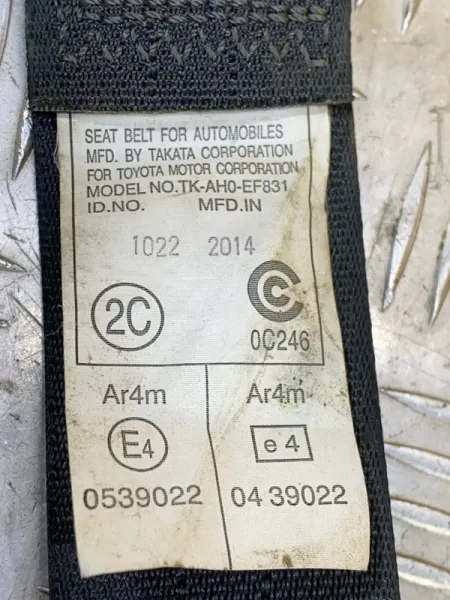 SEAT BELT FOR AUTOMOBILES
MFD. BY TAKATA CORPORATION
FOR TOYOTA MOTOR CORPORATION
MODEL NO.TK-AH0-EF831
ID.NO. MFD.IN
1022 2014
2C
C
0C246
Ar4m
E4
0539022
Ar4m
e4
04 39022